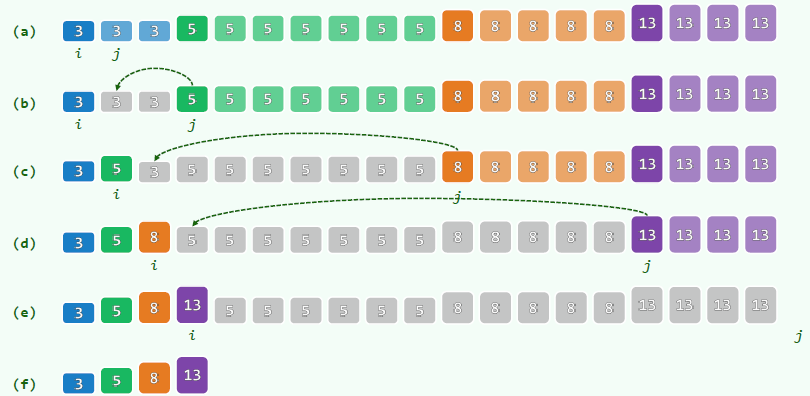 (a) 3 3 3 5 5 5 5 5 5 5 8 8 8 8 8 13 13 13 13
i j
(b) 3 3 3 5 5 5 5 5 5 5 8 8 8 8 8 13 13 13 13
i j
(c) 3 5 3 5 5 5 5 5 5 5 8 8 8 8 8 13 13 13 13
i j
(d) 3 5 8 5 5 5 5 5 5 5 8 8 8 8 8 13 13 13 13
i j
(e) 3 5 8 13 5 5 5 5 5 5 8 8 8 8 8 13 13 13 13
i j
(f) 3 5 8 13